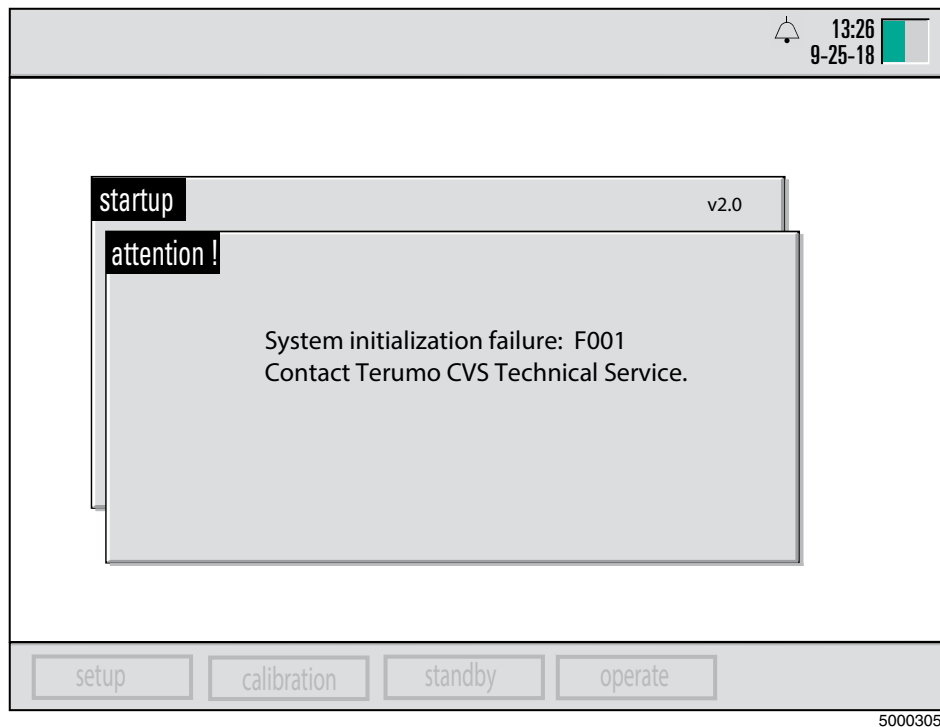 13:26
9-25-18
startup
v2.0
attention !
System initialization failure: F001
Contact Terumo CVS Technical Service.
setup
calibration
standby
operate
5000305